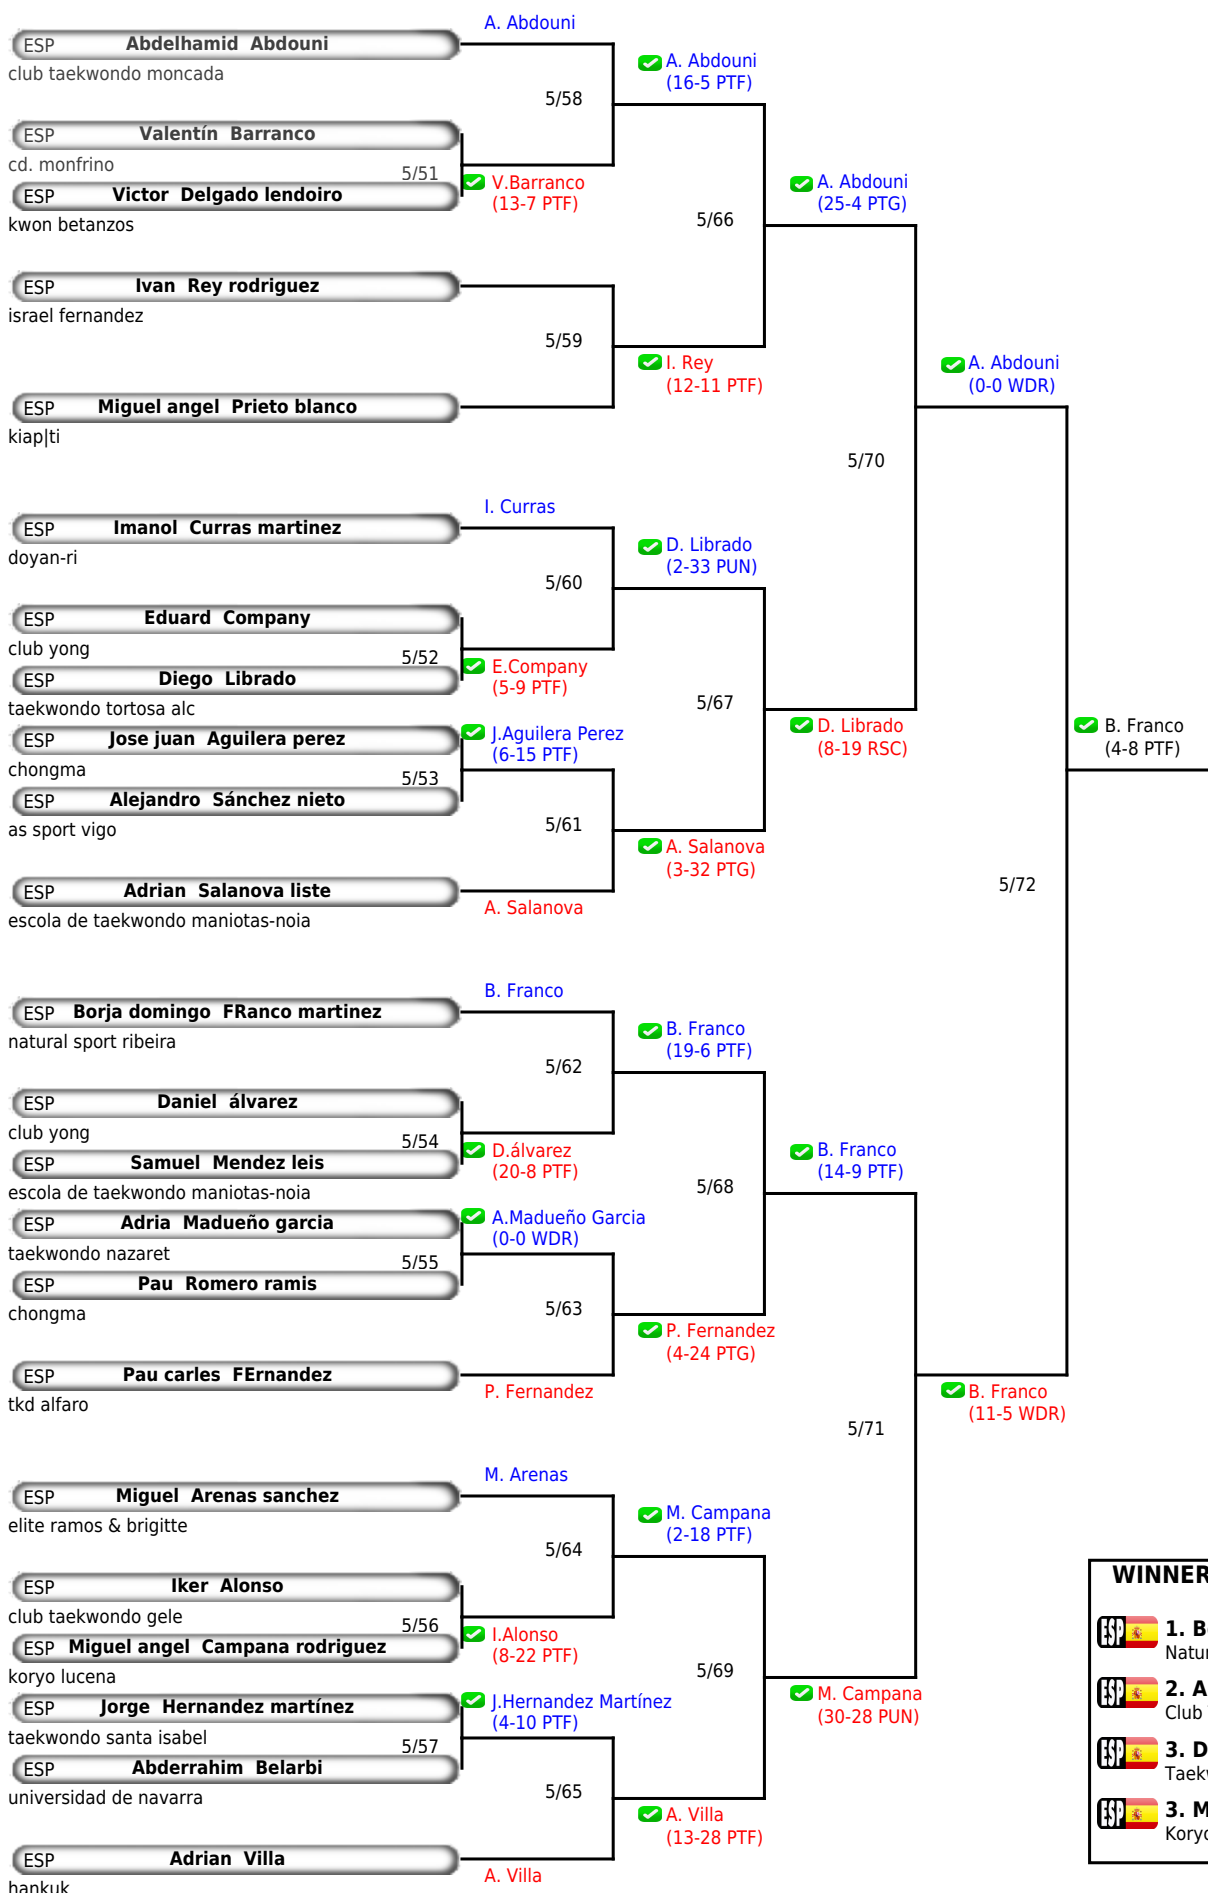 A. Abdouni
ESP Abdelhamid Abdouni
club taekwondo moncada
A. Abdouni
(16-5 PTF)
5/58
ESP Valentín Barranco
cd. monfrino
5/51
V.Barranco
(13-7 PTF)
ESP Victor Delgado lendoiro
kwon betanzos
A. Abdouni
(25-4 PTG)
5/66
ESP Ivan Rey rodriguez
israel fernandez
5/59
I. Rey
(12-11 PTF)
ESP Miguel angel Prieto blanco
kiap|ti
A. Abdouni
(0-0 WDR)
5/70
I. Curras
ESP Imanol Curras martinez
doyan-ri
D. Librado
(2-33 PUN)
5/60
ESP Eduard Company
club yong
5/52
E.Company
(5-9 PTF)
ESP Diego Librado
taekwondo tortosa alc
5/67
D. Librado
(8-19 RSC)
ESP Jose juan Aguilera perez
J.Aguilera Perez
(6-15 PTF)
chongma
5/53
ESP Alejandro Sánchez nieto
as sport vigo
5/61
A. Salanova
(3-32 PTG)
ESP Adrian Salanova liste
A. Salanova
escola de taekwondo maniotas-noia
B. Franco
(4-8 PTF)
5/72
B. Franco
ESP Borja domingo FRanco martinez
natural sport ribeira
B. Franco
(19-6 PTF)
5/62
ESP Daniel álvarez
club yong
5/54
D.álvarez
(20-8 PTF)
ESP Samuel Mendez leis
escola de taekwondo maniotas-noia
B. Franco
(14-9 PTF)
5/68
ESP Adria Madueño garcia
A.Madueño Garcia
(0-0 WDR)
taekwondo nazaret
5/55
ESP Pau Romero ramis
chongma
5/63
P. Fernandez
(4-24 PTG)
ESP Pau carles FErnandez
P. Fernandez
tkd alfaro
B. Franco
(11-5 WDR)
5/71
M. Arenas
ESP Miguel Arenas sanchez
elite ramos & brigitte
M. Campana
(2-18 PTF)
5/64
ESP Iker Alonso
club taekwondo gele
5/56
I.Alonso
(8-22 PTF)
ESP Miguel angel Campana rodriguez
koryo lucena
5/69
M. Campana
(30-28 PUN)
ESP Jorge Hernandez martínez
J.Hernandez Martínez
(4-10 PTF)
taekwondo santa isabel
5/57
ESP Abderrahim Belarbi
universidad de navarra
5/65
A. Villa
(13-28 PTF)
ESP Adrian Villa
A. Villa
hankuk
WINNER
ESP 1. B
Natu
ESP 2. A
Club
ESP 3. D
Taek
ESP 3. M
Kory